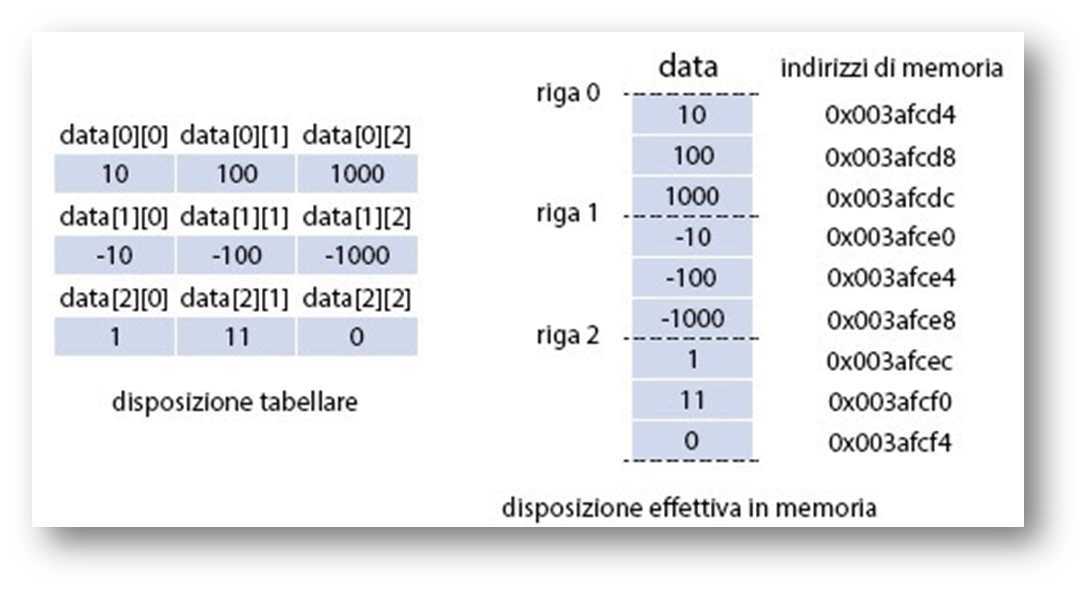 data[0][0] data[0][1] data[0][2]
10 100 1000
data[1][0] data[1][1] data[1][2]
-10 -100 -1000
data[2][0] data[2][1] data[2][2]
1 11 0
disposizione tabellare
data indirizzi di memoria
riga 0
10 0x003afcd4
100 0x003afcd8
1000 0x003afcdc
riga 1
-10 0x003afce0
-100 0x003afce4
-1000 0x003afce8
riga 2
1 0x003afcec
11 0x003afcf0
0 0x003afcf4
disposizione effettiva in memoria